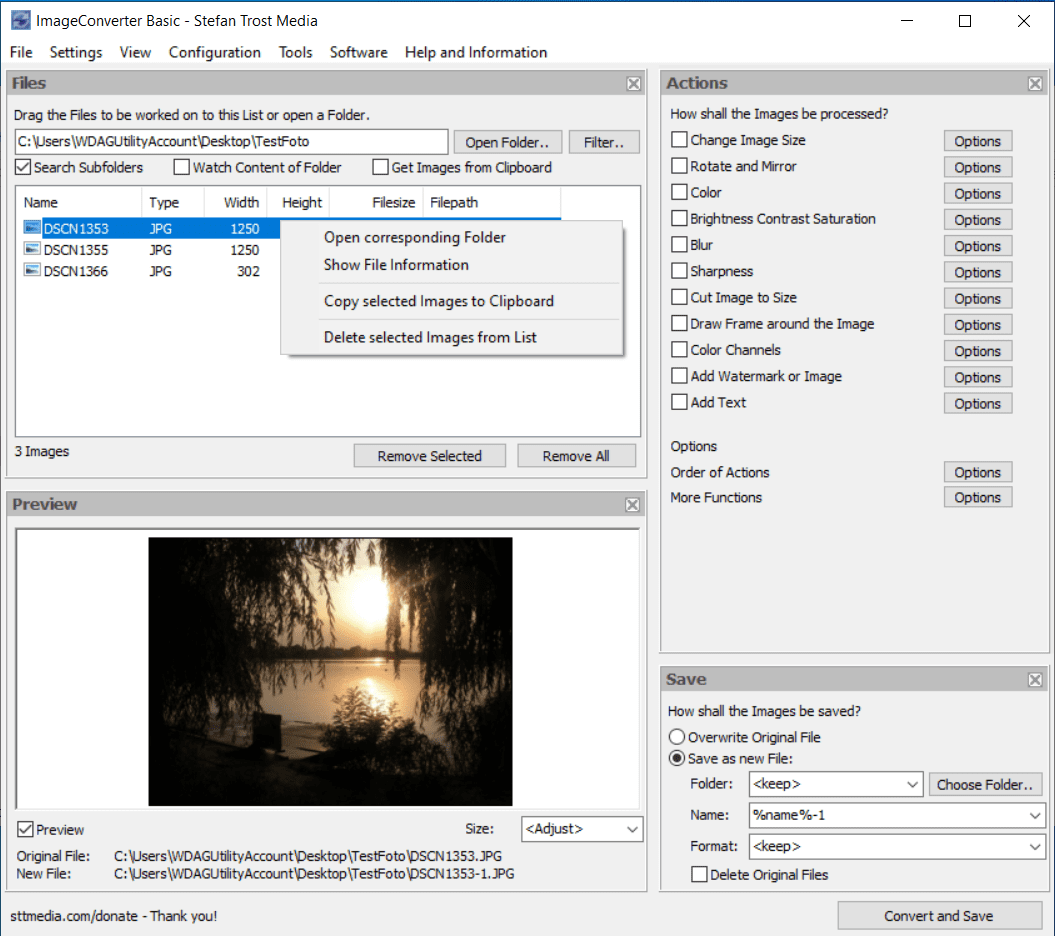 ImageConverter Basic - Stefan Trost Media
File Settings View Configuration Tools Software Help and Information
Files
Drag the Files to be worked on to this List or open a Folder.
C:\Users\WDAGUtilityAccount\Desktop\TestFoto Open Folder.. Filter..
Search Subfolders Watch Content of Folder Get Images from Clipboard
Name Type Width Height Filesize Filepath
DSCN1353 JPG 1250
DSCN1355 JPG 1250
DSCN1366 JPG 302
Open corresponding Folder
Show File Information
Copy selected Images to Clipboard
Delete selected Images from List
3 Images Remove Selected Remove All
Preview
Preview Size: <Adjust>
Original File: C:\Users\WDAGUtilityAccount\Desktop\TestFoto\DSCN1353.JPG
New File: C:\Users\WDAGUtilityAccount\Desktop\TestFoto\DSCN1353-1.JPG
Actions
How shall the Images be processed?
Change Image Size Options
Rotate and Mirror Options
Color Options
Brightness Contrast Saturation Options
Blur Options
Sharpness Options
Cut Image to Size Options
Draw Frame around the Image Options
Color Channels Options
Add Watermark or Image Options
Add Text Options
Options
Order of Actions Options
More Functions Options
Save
How shall the Images be saved?
Overwrite Original File
Save as new File:
Folder: <keep> Choose Folder..
Name: %name%-1
Format: <keep>
Delete Original Files
sttmedia.com/donate - Thank you! Convert and Save